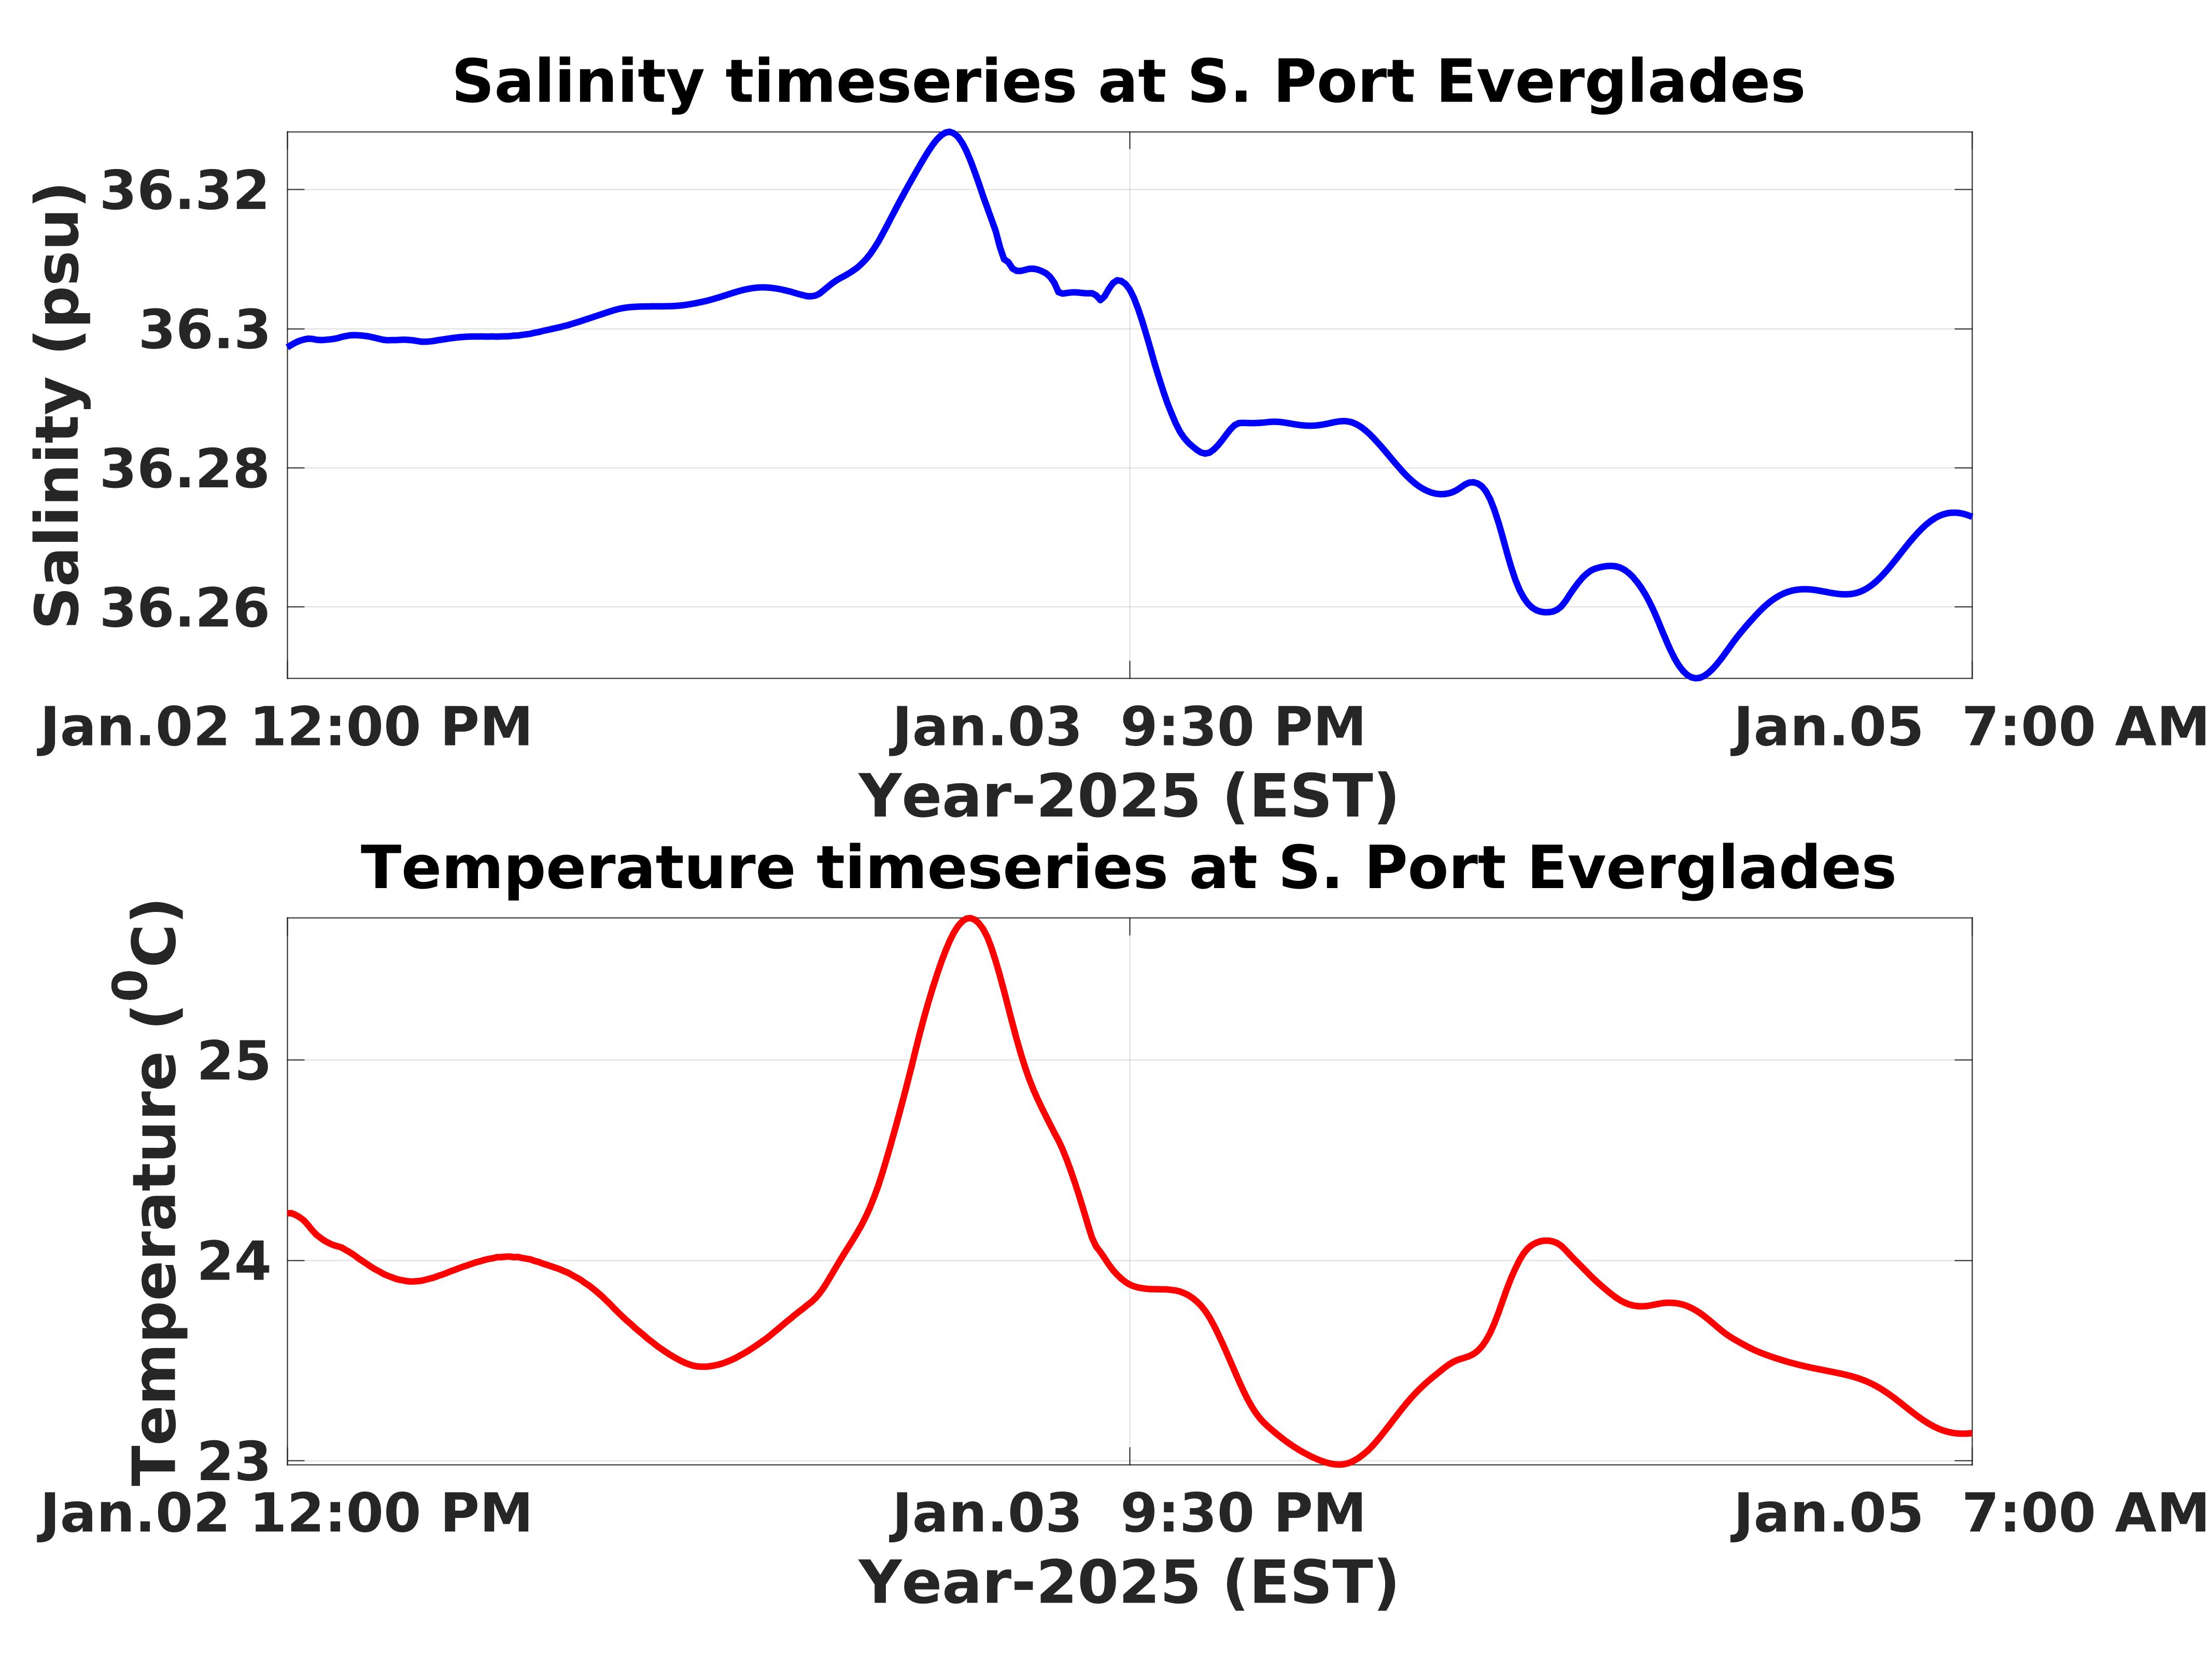 Salinity timeseries at S. Port Everglades
Salinity (psu)
36.32
36.3
36.28
36.26
Jan.02 12:00 PM
Jan.03 9:30 PM
Jan.05 7:00 AM
Year-2025 (EST)
Temperature timeseries at S. Port Everglades
Temperature (⁰C)
25
24
23
Jan.02 12:00 PM
Jan.03 9:30 PM
Jan.05 7:00 AM
Year-2025 (EST)